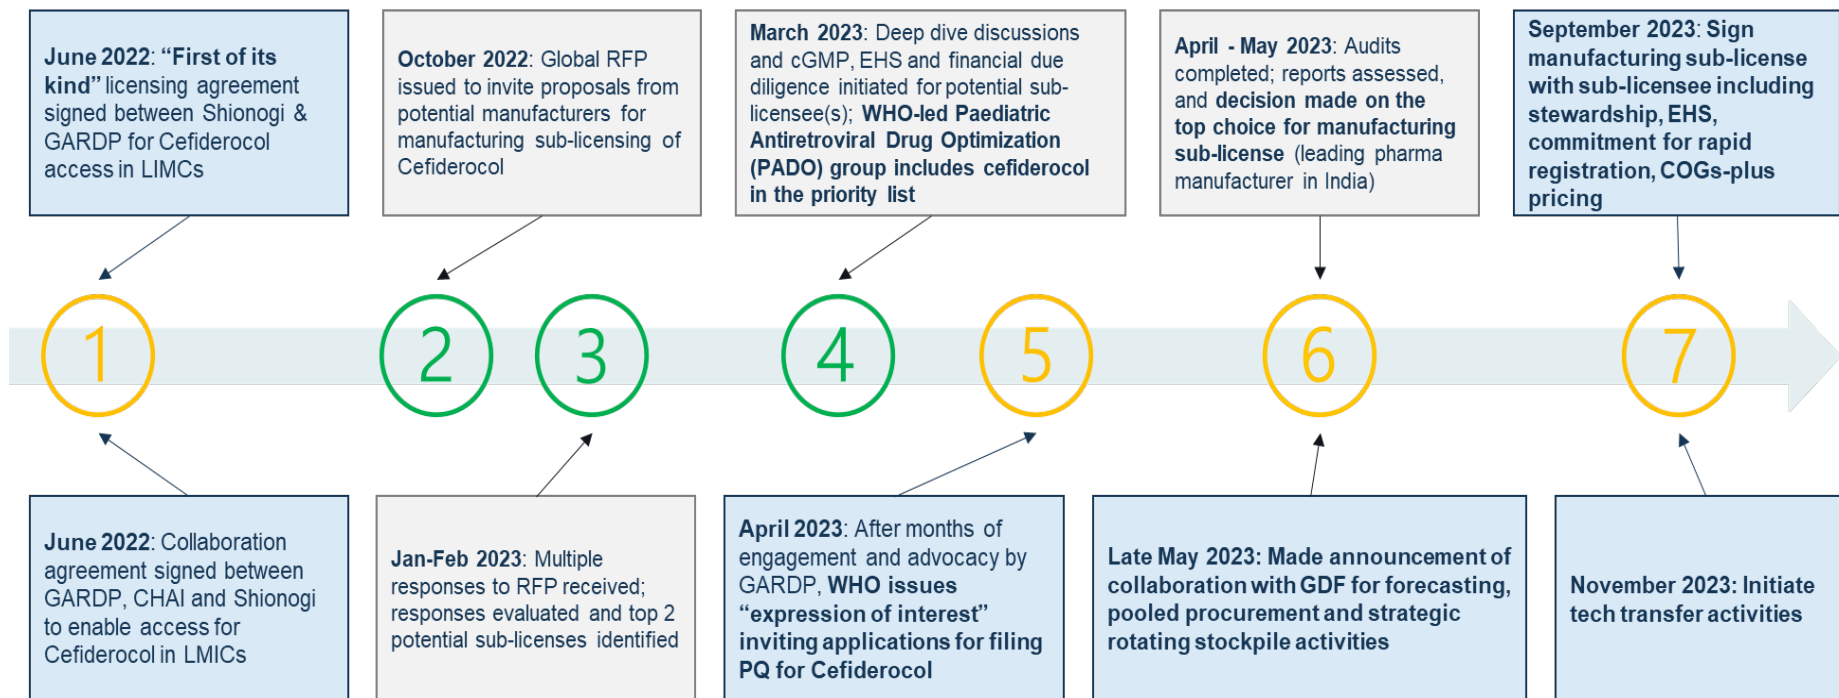 June 2022: “First of its
kind” licensing agreement
signed between Shionogi &
GARDP for Cefiderocol
access in LIMCs
October 2022: Global RFP
issued to invite proposals from
potential manufacturers for
manufacturing sub-licensing of
Cefiderocol
March 2023: Deep dive discussions
and cGMP, EHS and financial due
diligence initiated for potential sub-
licensee(s); WHO-led Paediatric
Antiretroviral Drug Optimization
(PADO) group includes cefiderocol
in the priority list
April - May 2023: Audits
completed; reports assessed,
and decision made on the
top choice for manufacturing
sub-license (leading pharma
manufacturer in India)
September 2023: Sign
manufacturing sub-license
with sub-licensee including
stewardship, EHS,
commitment for rapid
registration, COGs-plus
pricing
1
2
3
4
5
6
7
June 2022: Collaboration
agreement signed between
GARDP, CHAI and Shionogi
to enable access for
Cefiderocol in LMICs
Jan-Feb 2023: Multiple
responses to RFP received;
responses evaluated and top 2
potential sub-licenses identified
April 2023: After months of
engagement and advocacy by
GARDP, WHO issues
“expression of interest”
inviting applications for filing
PQ for Cefiderocol
Late May 2023: Made announcement of
collaboration with GDF for forecasting,
pooled procurement and strategic
rotating stockpile activities
November 2023: Initiate
tech transfer activities